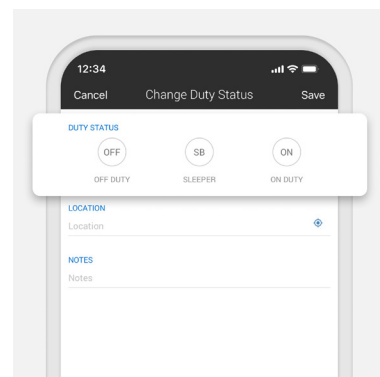 12:34
Cancel Change Duty Status Save
DUTY STATUS
OFF SB ON
OFF DUTY SLEEPER ON DUTY
LOCATION
Location
NOTES
Notes